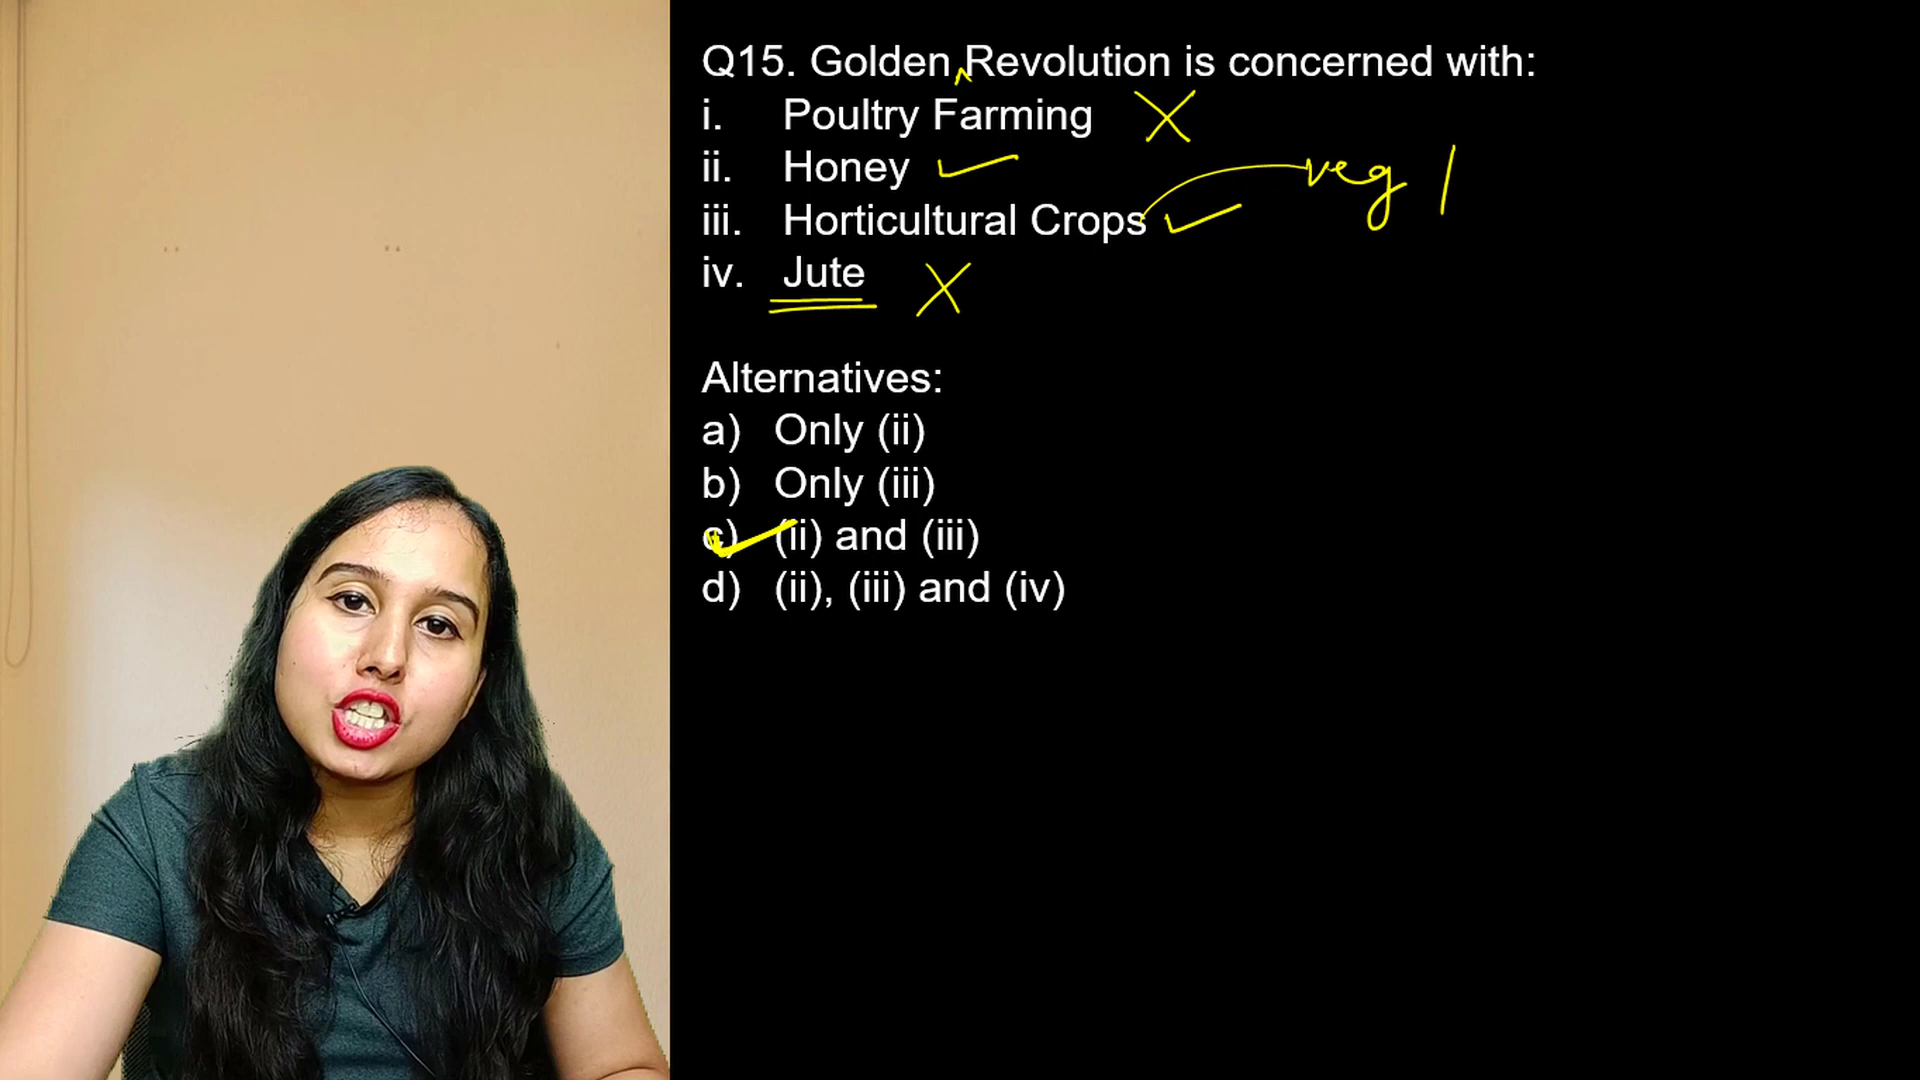 Q15. Golden Revolution is concerned with:
i. Poultry Farming
ii. Honey
veg
iii. Horticultural Crops
iv. Jute
Alternatives:
a) Only (ii)
b) Only (iii)
c) (ii) and (iii)
d) (ii), (iii) and (iv)